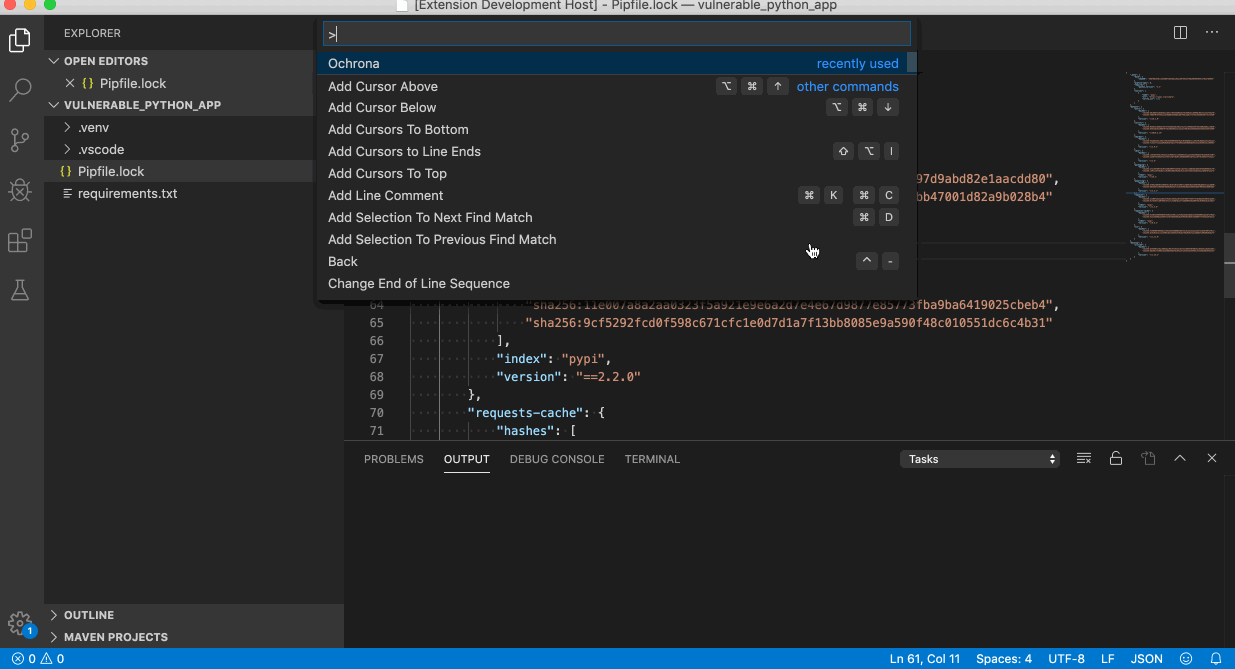 [Extension Development Host] - Pipfile.lock — vulnerable_python_app
EXPLORER
OPEN EDITORS
{} Pipfile.lock
VULNERABLE_PYTHON_APP
.venv
.vscode
{} Pipfile.lock
requirements.txt
OUTLINE
MAVEN PROJECTS
1
>
Ochrona recently used
Add Cursor Above ⌥ ⌘ ↑ other commands
Add Cursor Below ⌥ ⌘ ↓
Add Cursors To Bottom
Add Cursors to Line Ends ⇧ ⌥ I
Add Cursors To Top
Add Line Comment ⌘ K ⌘ C
Add Selection To Next Find Match ⌘ D
Add Selection To Previous Find Match
Back ^ -
Change End of Line Sequence
97d9abd82e1aacdd80",
bb47001d82a9b028b4"
64 "sha256:11e007a8a2aa0323f5a921e9e6a2d7e4e67d9877e85773fba9ba6419025cbeb4",
65 "sha256:9cf5292fcd0f598c671cfc1e0d7d1a7f13bb8085e9a590f48c010551dc6c4b31"
66 ],
67 "index": "pypi",
68 "version": "==2.2.0"
69 },
70 "requests-cache": {
71 "hashes": [
PROBLEMS OUTPUT DEBUG CONSOLE TERMINAL Tasks
0 0 Ln 61, Col 11 Spaces: 4 UTF-8 LF JSON